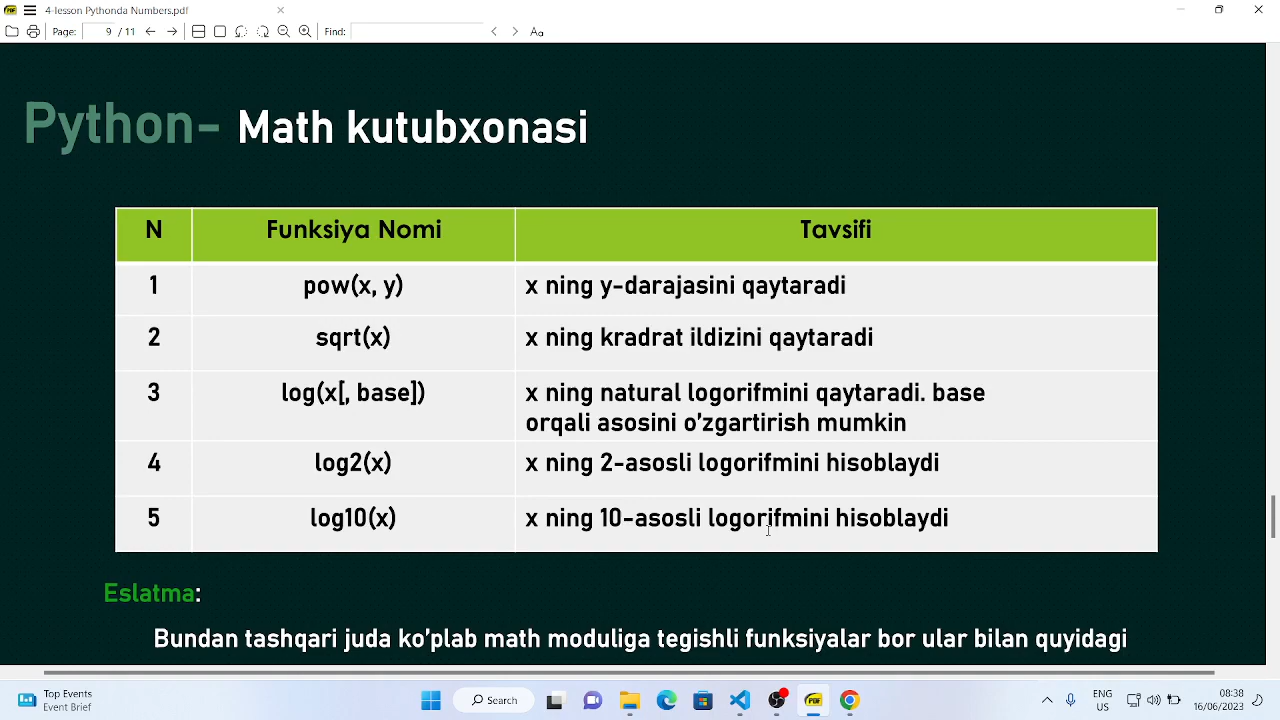 4-lesson Pythonda Numbers.pdf
Page: 9 / 11 Find: Aa
Python- Math kutubxonasi
N Funksiya Nomi Tavsifi
1 pow(x, y) x ning y-darajasini qaytaradi
2 sqrt(x) x ning kradrat ildizini qaytaradi
3 log(x[, base]) x ning natural logorifmini qaytaradi. base
orqali asosini o’zgartirish mumkin
4 log2(x) x ning 2-asosli logorifmini hisoblaydi
5 log10(x) x ning 10-asosli logorifmini hisoblaydi
Eslatma:
Bundan tashqari juda ko’plab math moduliga tegishli funksiyalar bor ular bilan quyidagi
Top Events
Event Brief
Search
PDF
ENG
US
08:38
16/06/2023